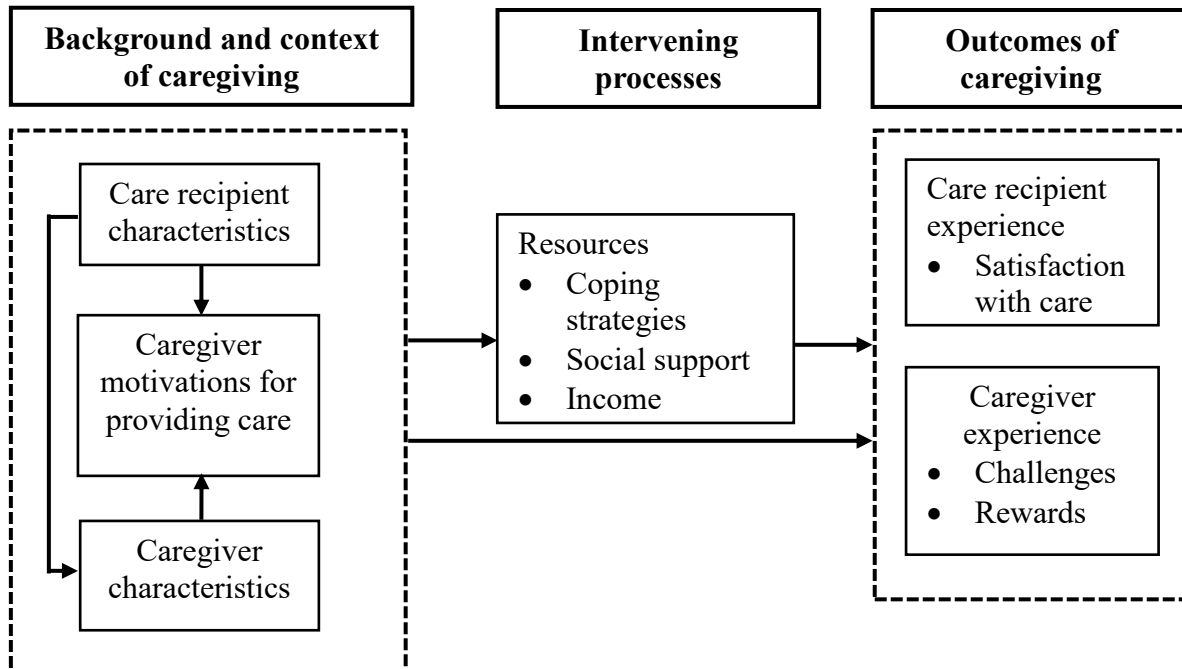 Background and context
of caregiving
Intervening
processes
Outcomes of
caregiving
Care recipient
characteristics
Caregiver
motivations for
providing care
Caregiver
characteristics
Resources
• Coping
strategies
• Social support
• Income
Care recipient
experience
• Satisfaction
with care
Caregiver
experience
• Challenges
• Rewards